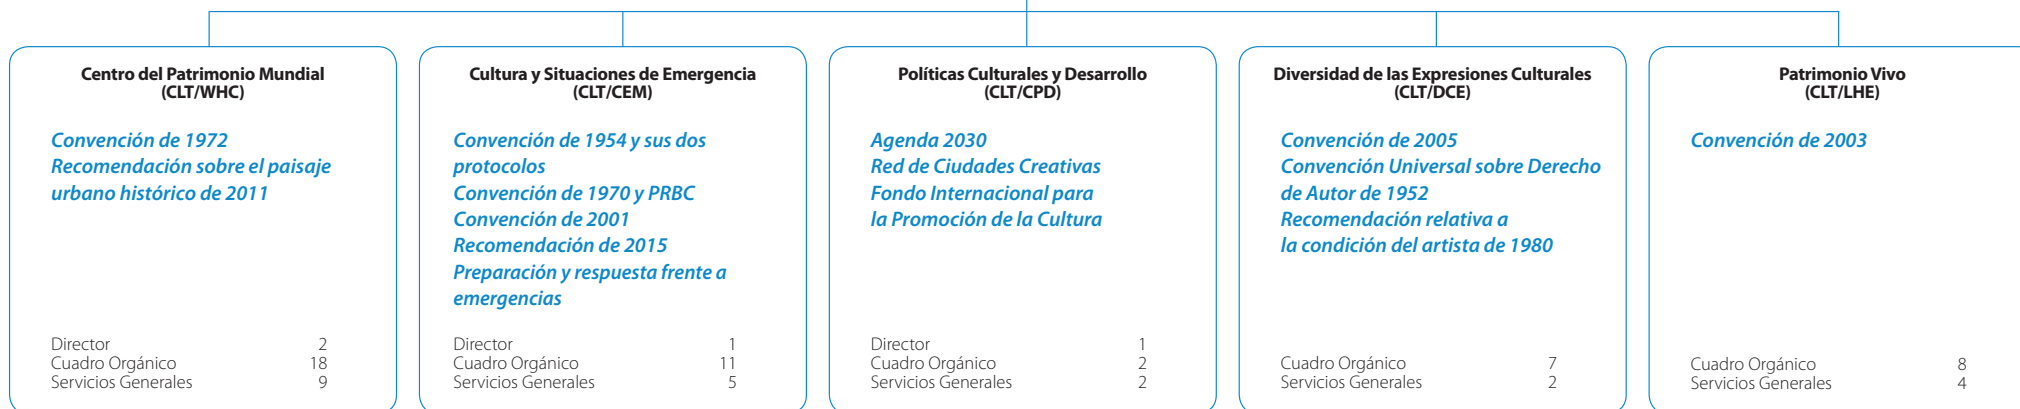 Centro del Patrimonio Mundial
(CLT/WHC)
Convención de 1972
Recomendación sobre el paisaje
urbano histórico de 2011
Director 2
Cuadro Orgánico 18
Servicios Generales 9
Cultura y Situaciones de Emergencia
(CLT/CEM)
Convención de 1954 y sus dos
protocolos
Convención de 1970 y PRBC
Convención de 2001
Recomendación de 2015
Preparación y respuesta frente a
emergencias
Director 1
Cuadro Orgánico 11
Servicios Generales 5
Políticas Culturales y Desarrollo
(CLT/CPD)
Agenda 2030
Red de Ciudades Creativas
Fondo Internacional para
la Promoción de la Cultura
Director 1
Cuadro Orgánico 2
Servicios Generales 2
Diversidad de las Expresiones Culturales
(CLT/DCE)
Convención de 2005
Convención Universal sobre Derecho
de Autor de 1952
Recomendación relativa a
la condición del artista de 1980
Cuadro Orgánico 7
Servicios Generales 2
Patrimonio Vivo
(CLT/LHE)
Convención de 2003
Cuadro Orgánico 8
Servicios Generales 4